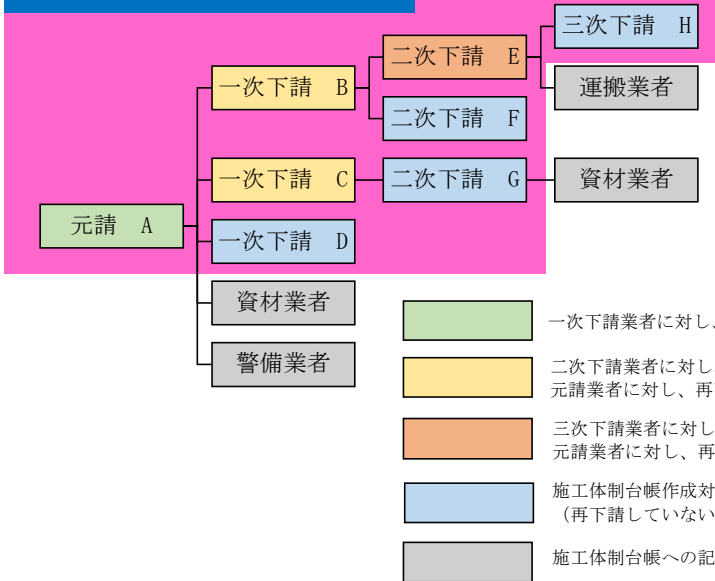 三次下請 H
二次下請 E
一次下請 B
運搬業者
二次下請 F
一次下請 C
二次下請 G
資材業者
元請 A
一次下請 D
資材業者
警備業者
一次下請業者に対し、
二次下請業者に対し
元請業者に対し、再
三次下請業者に対し
元請業者に対し、再
施工体制台帳作成対
（再下請していない
施工体制台帳への記